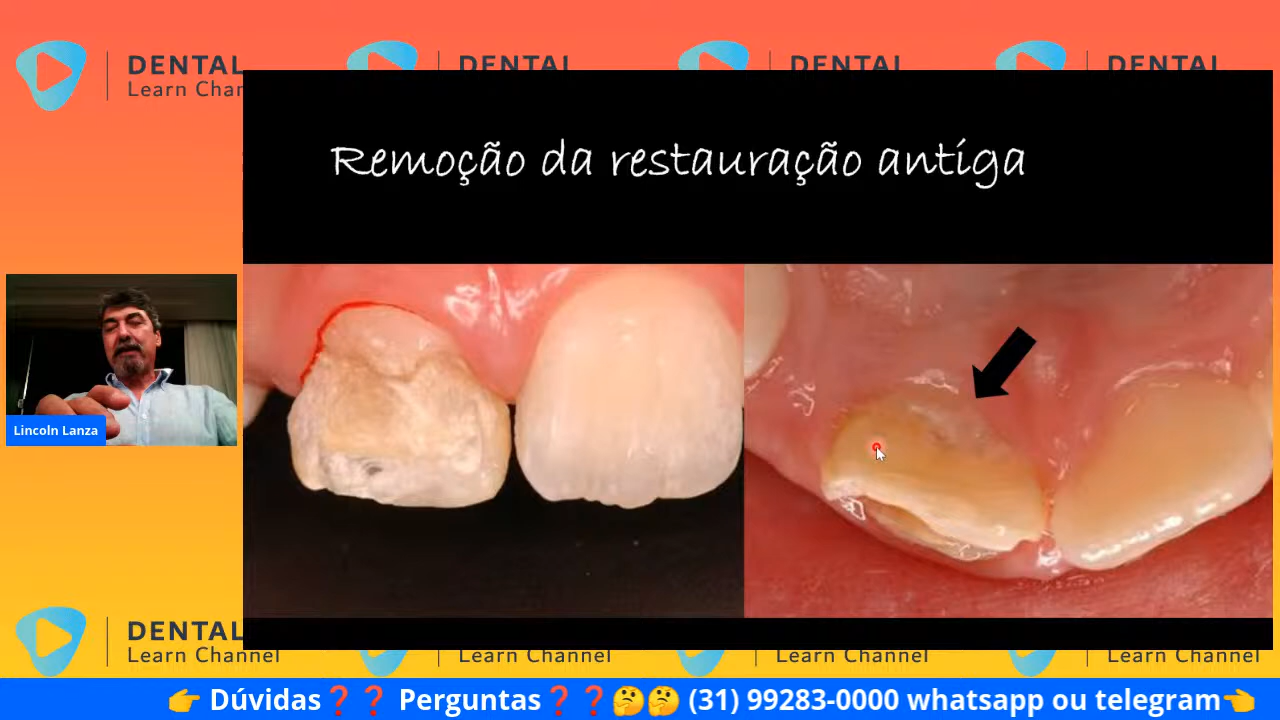 DENTAL
Learn Chan
DENTAL
DENTAL
DENTAL
Remoção da restauração antiga
Lincoln Lanza
DENTAL
Learn Channel
Learn Channel
Learn Channel
Learn Channel
👉 Dúvidas❓❓ Perguntas❓❓🤔🤔 (31) 99283-0000 whatsapp ou telegram👈